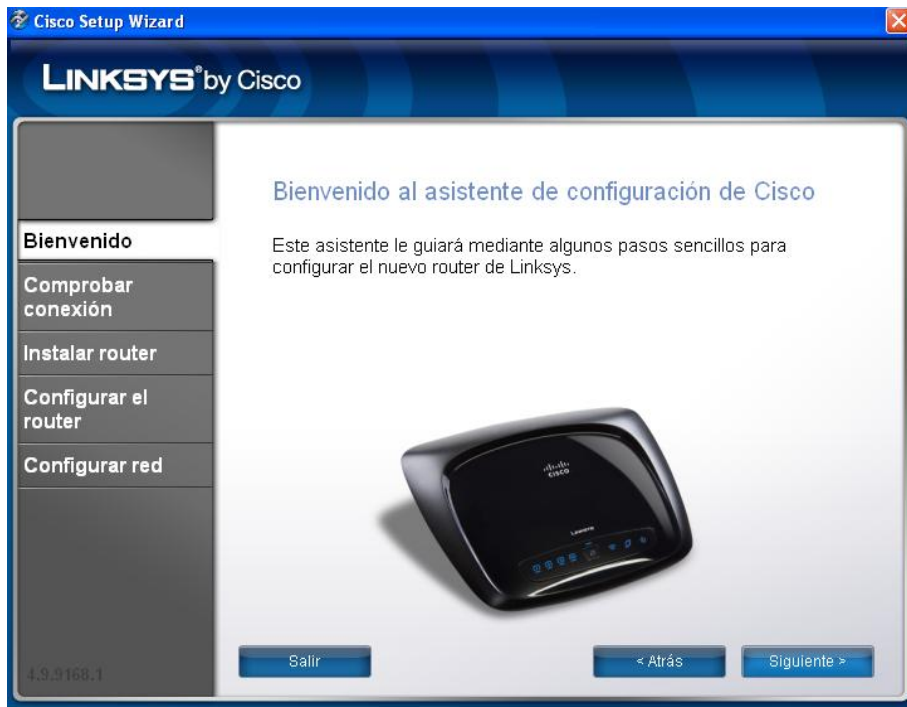 Cisco Setup Wizard
LINKSYS® by Cisco
Bienvenido al asistente de configuración de Cisco
Este asistente le guiará mediante algunos pasos sencillos para
configurar el nuevo router de Linksys.
Bienvenido
Comprobar
conexión
Instalar router
Configurar el
router
Configurar red
CISCO
LINKSYS
4.9.9168.1
Salir
< Atrás
Siguiente >